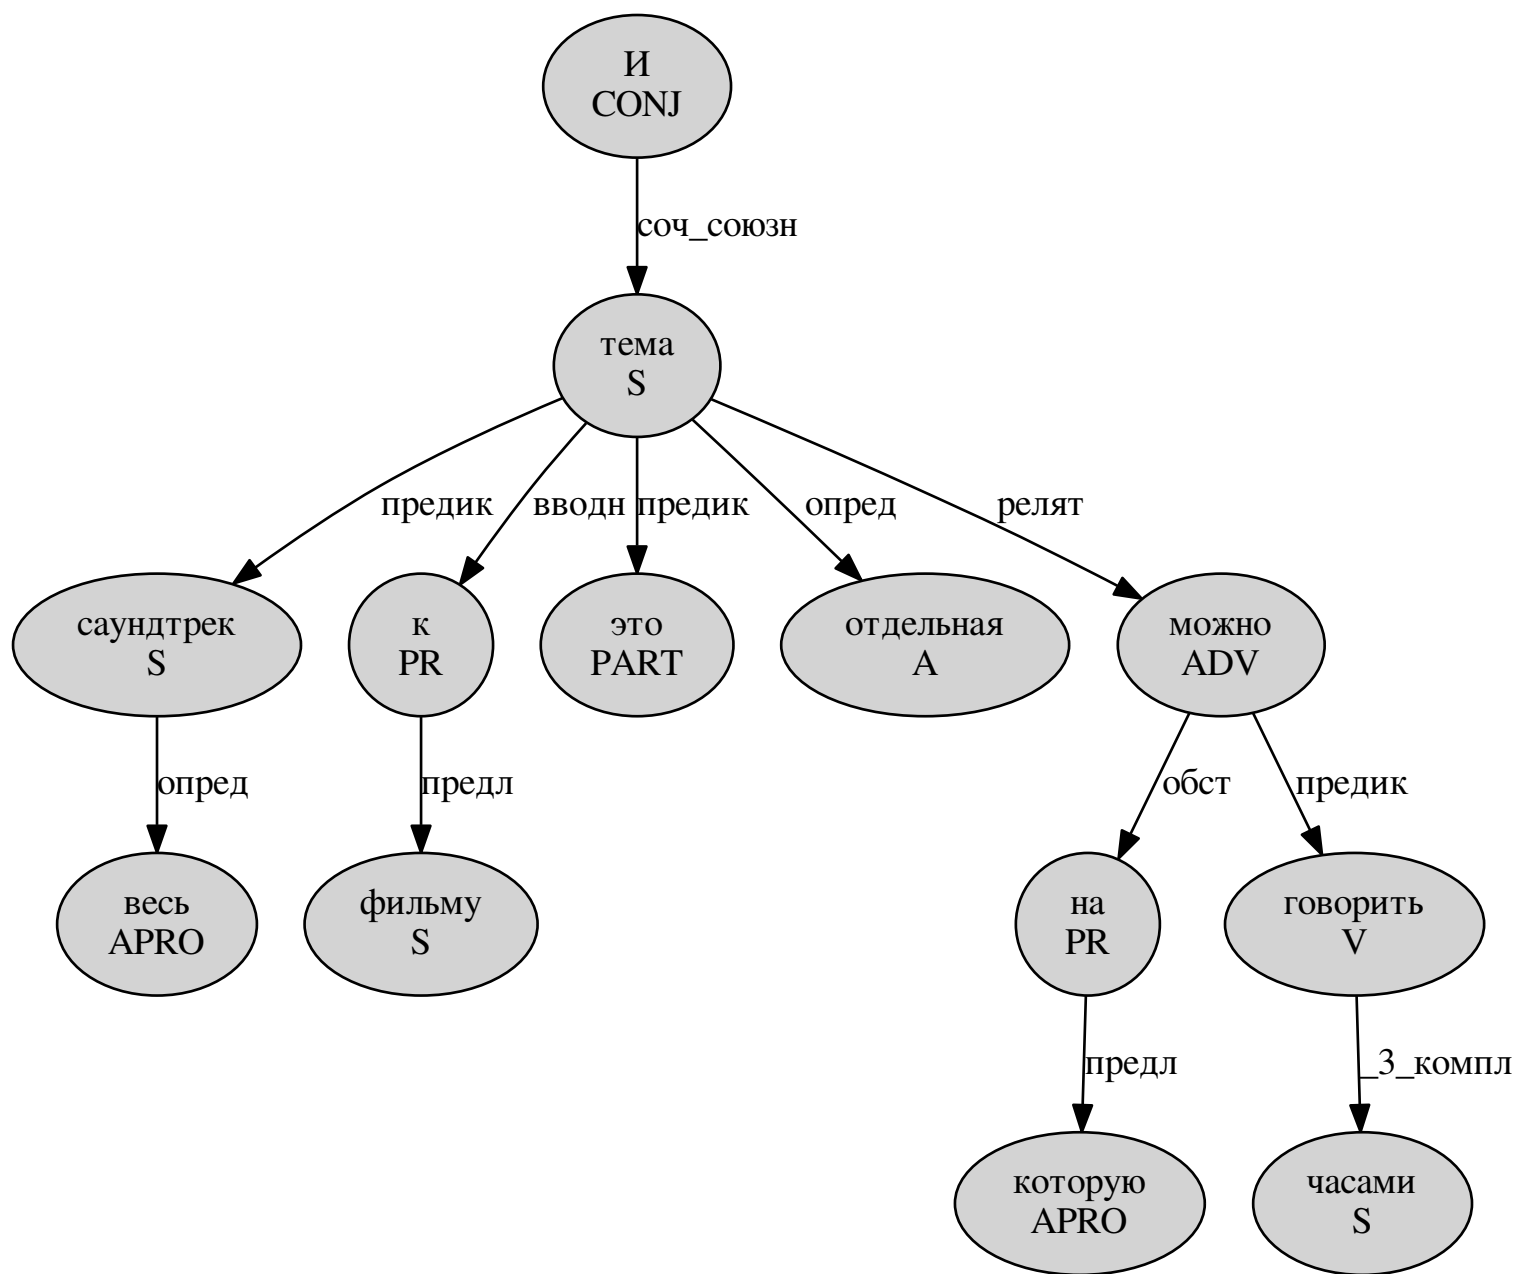 И
CONJ
соч_союзн
тема
S
предик
вводн
предик
опред
релят
саундтрек
S
к
PR
это
PART
отдельная
A
можно
ADV
опред
предл
обст
предик
весь
APRO
фильму
S
на
PR
говорить
V
предл
_3_компл
которую
APRO
часами
S